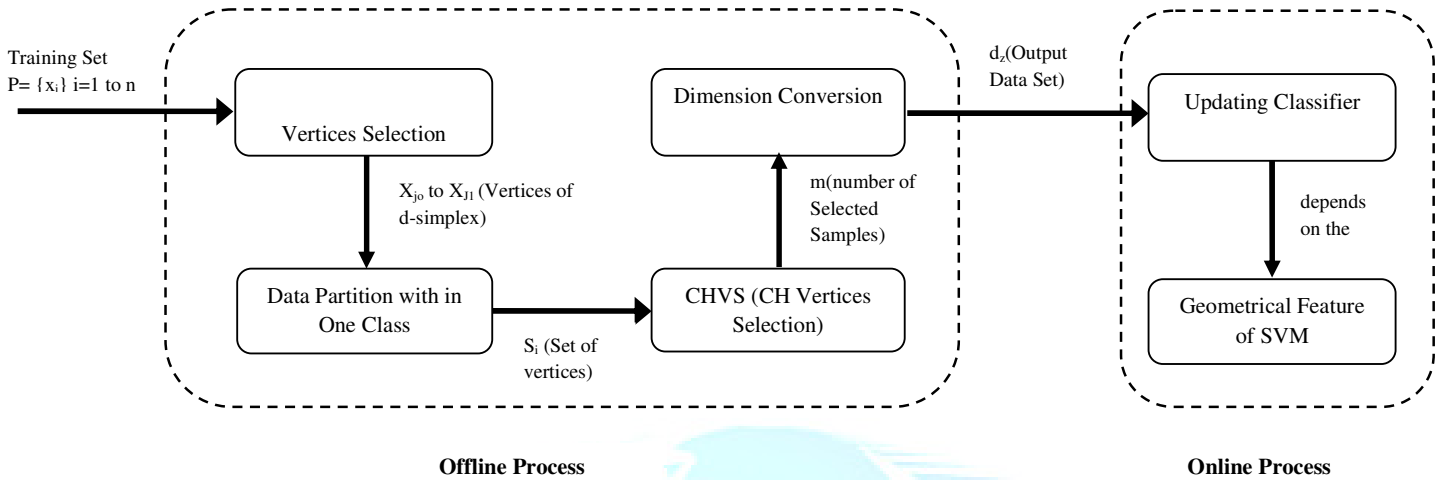 Training Set
P= {xᵢ} i=1 to n
Vertices Selection
Xⱼₒ to X_J1 (Vertices of
d-simplex)
Data Partition with in
One Class
Sᵢ (Set of
vertices)
CHVS (CH Vertices
Selection)
m(number of
Selected
Samples)
Dimension Conversion
d_z(Output
Data Set)
Updating Classifier
depends
on the
Geometrical Feature
of SVM
Offline Process
Online Process